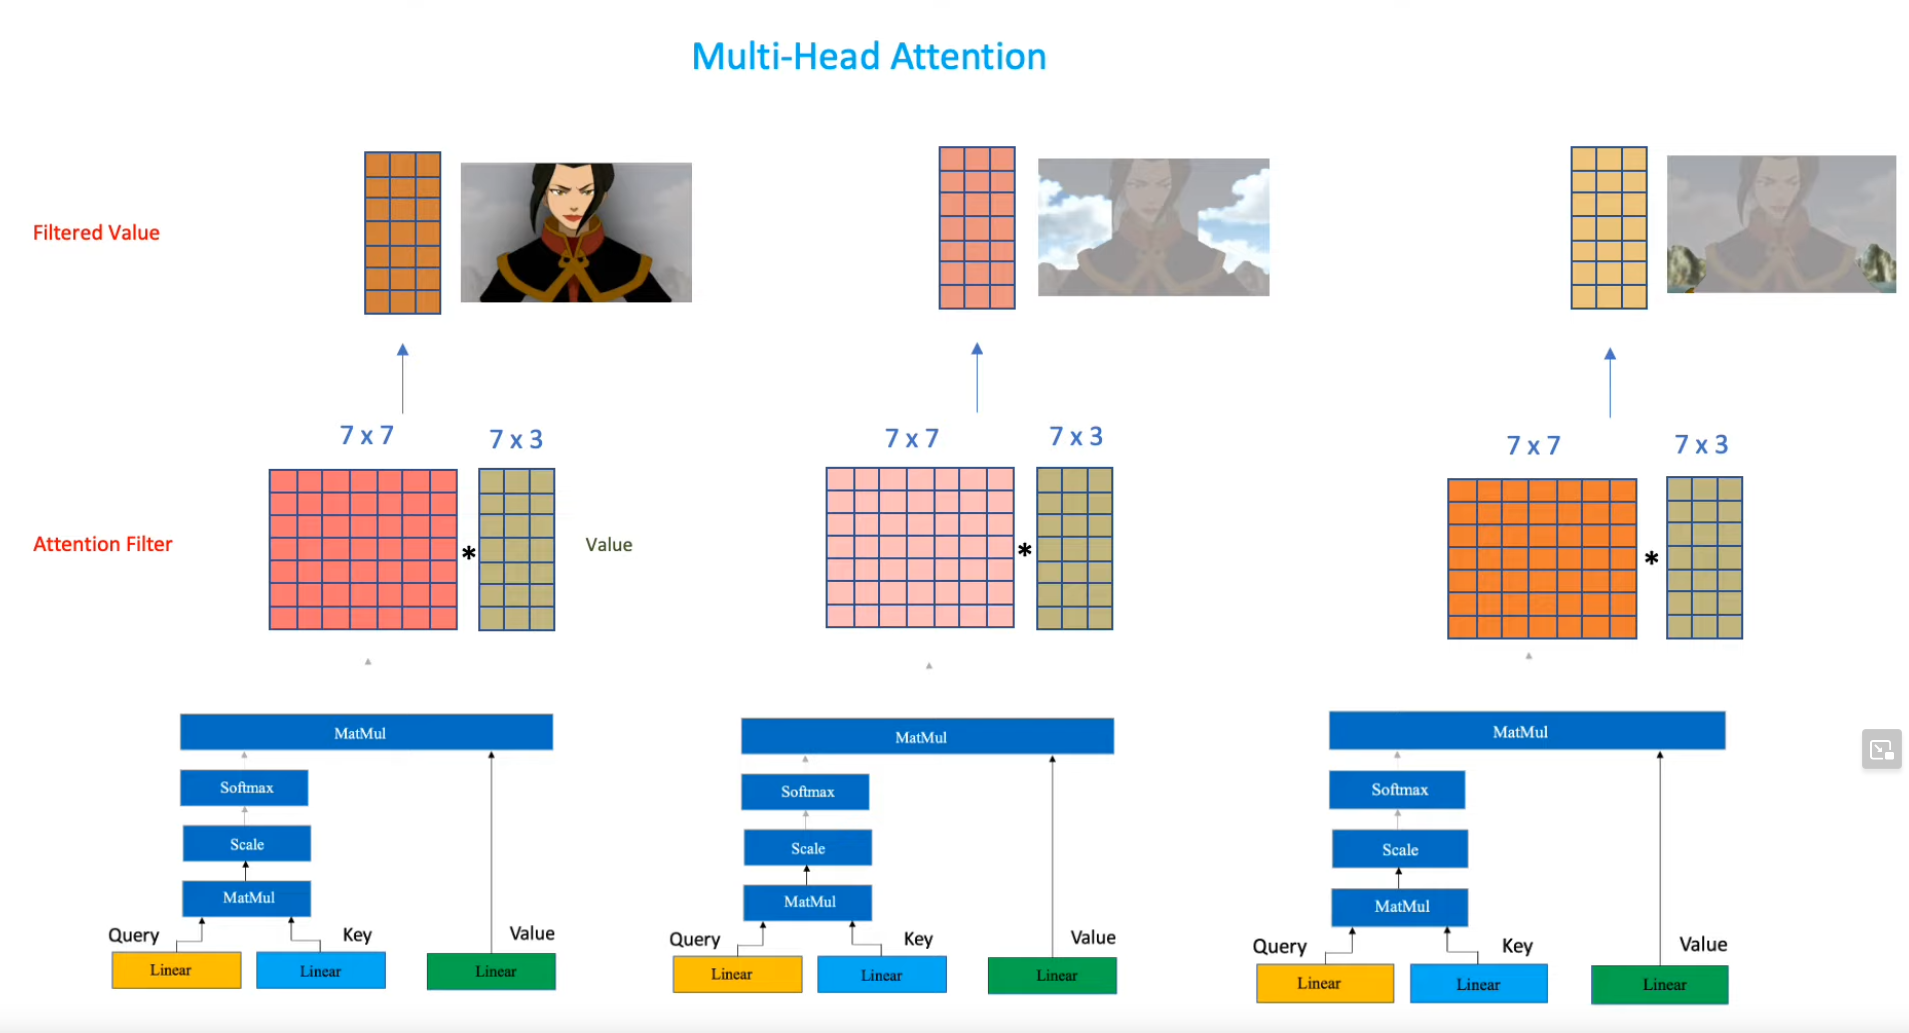 Multi-Head Attention
Filtered Value
7 x 7
7 x 3
7 x 7
7 x 3
7 x 7
7 x 3
Attention Filter
*
Value
*
*
MatMul
Softmax
Scale
MatMul
Query
Key
Value
Linear
Linear
Linear
MatMul
Softmax
Scale
MatMul
Query
Key
Value
Linear
Linear
Linear
MatMul
Softmax
Scale
MatMul
Query
Key
Value
Linear
Linear
Linear